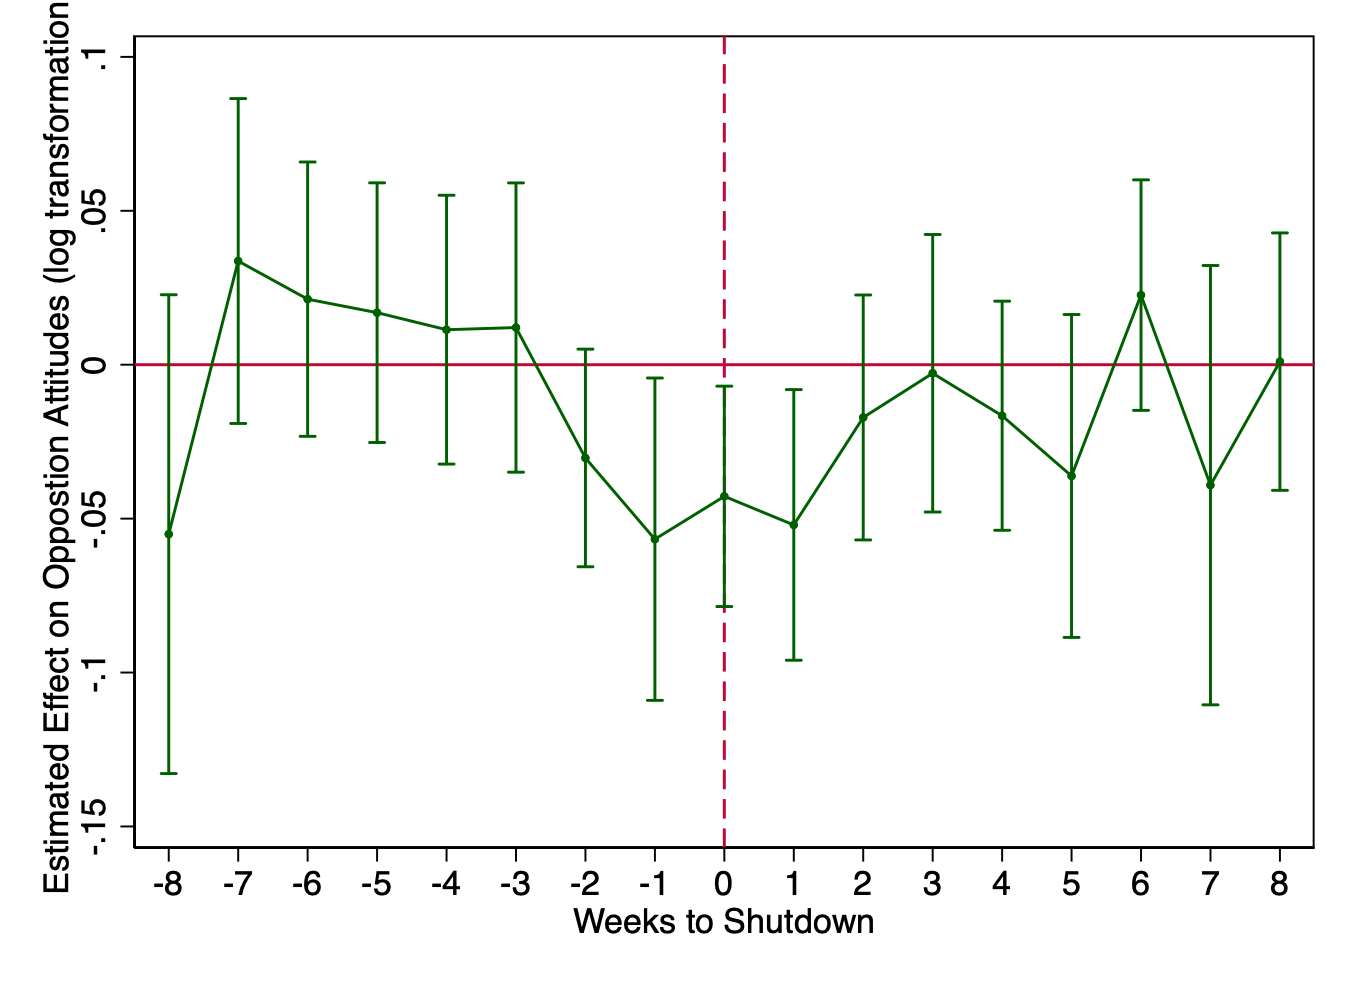 Estimated Effect on Oppostion Attitudes (log transformation
.1
.05
0
-.05
-.1
-.15
-8 -7 -6 -5 -4 -3 -2 -1 0 1 2 3 4 5 6 7 8
Weeks to Shutdown